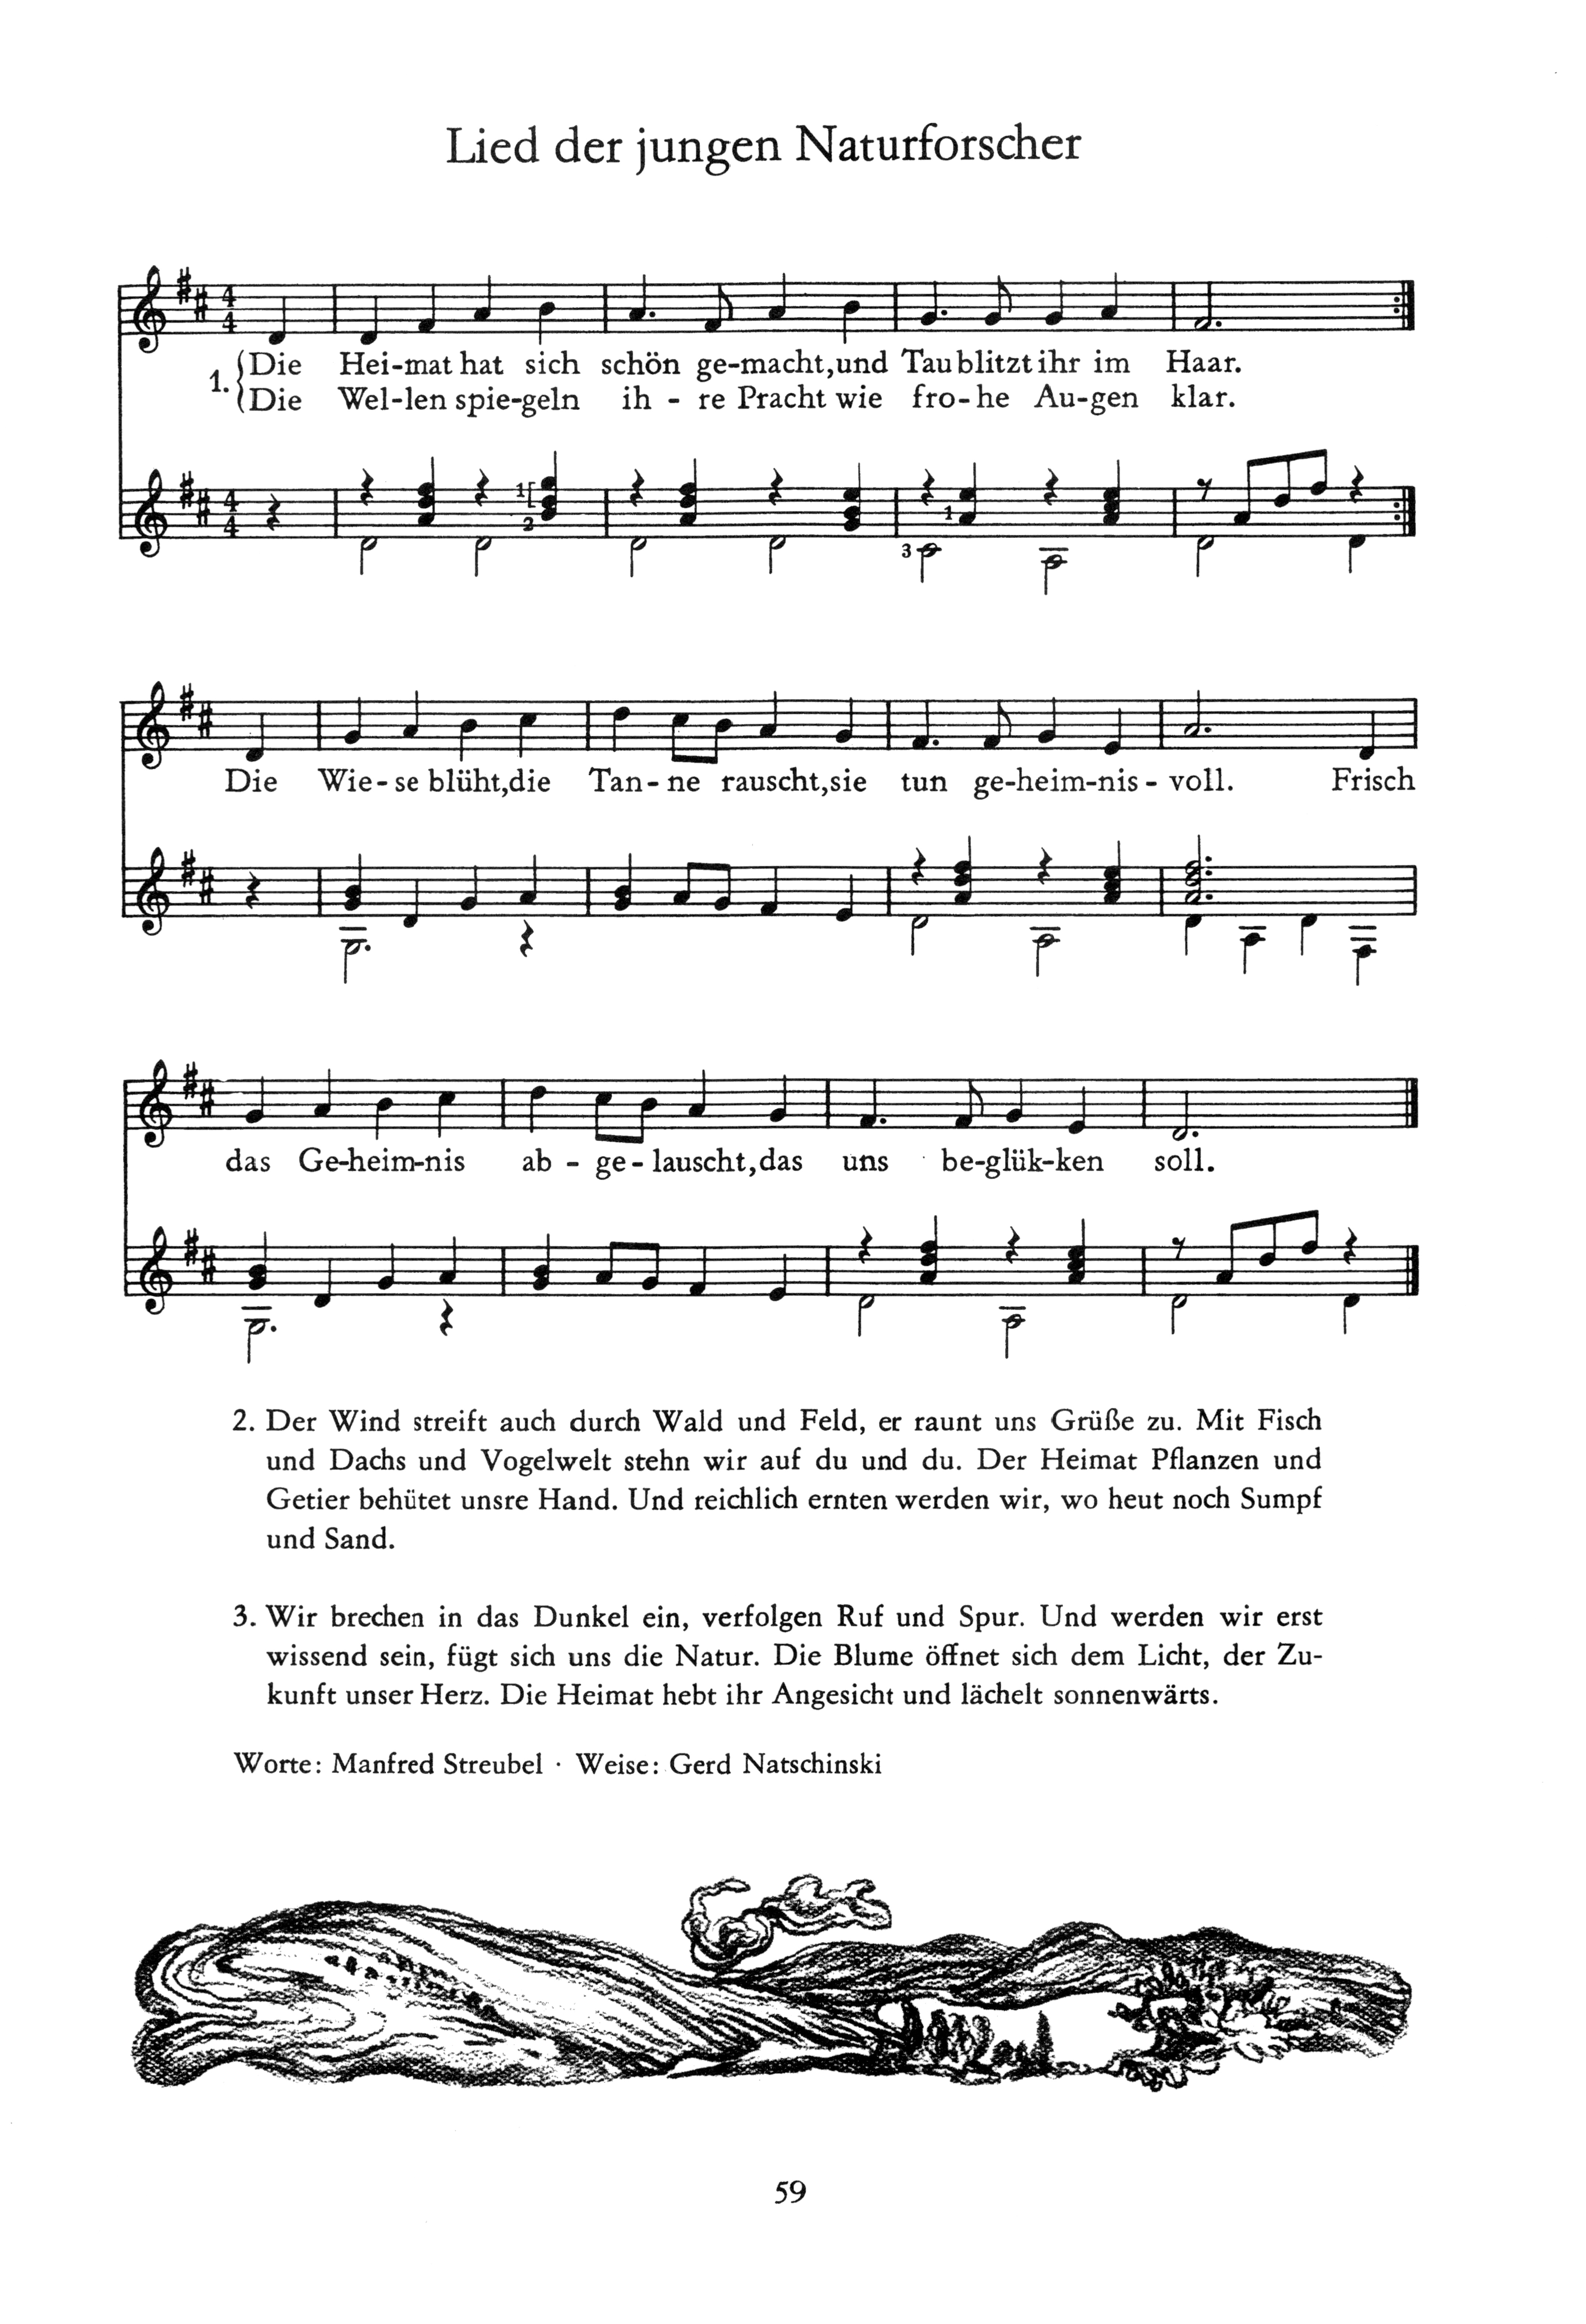 Lied der jungen Naturforscher
4
4
1. Die Hei-mat hat sich schön ge-macht, und Tau blitzt ihr im Haar.
Die Wel-len spie-geln ih - re Pracht wie fro-he Au-gen klar.
4
4
1
2
1
3
Die Wie-se blüht, die Tan-ne rauscht, sie tun ge-heim-nis-voll. Frisch
das Ge-heim-nis ab - ge - lauscht, das uns be-glük-ken soll.
2. Der Wind streift auch durch Wald und Feld, er raunt uns Grüße zu. Mit Fisch
und Dachs und Vogelwelt stehn wir auf du und du. Der Heimat Pflanzen und
Getier behütet unsre Hand. Und reichlich ernten werden wir, wo heut noch Sumpf
und Sand.
3. Wir brechen in das Dunkel ein, verfolgen Ruf und Spur. Und werden wir erst
wissend sein, fügt sich uns die Natur. Die Blume öffnet sich dem Licht, der Zu-
kunft unser Herz. Die Heimat hebt ihr Angesicht und lächelt sonnenwärts.
Worte: Manfred Streubel · Weise: Gerd Natschinski
59